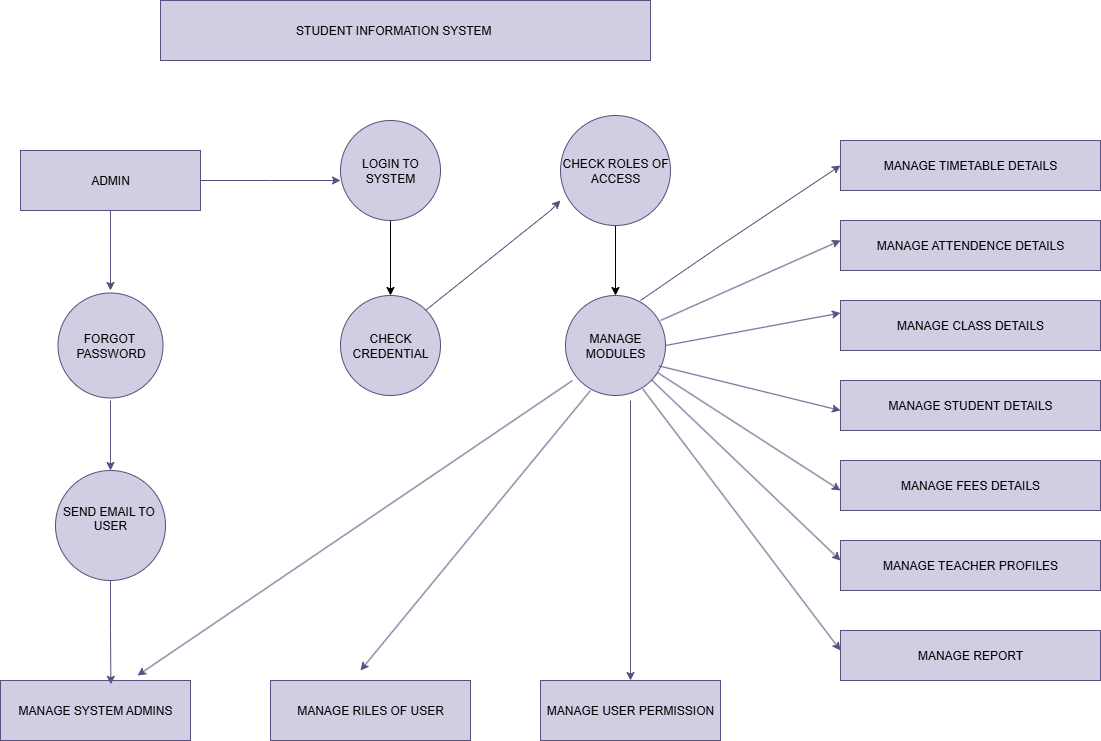 STUDENT INFORMATION SYSTEM
ADMIN
LOGIN TO
SYSTEM
CHECK ROLES OF
ACCESS
MANAGE TIMETABLE DETAILS
MANAGE ATTENDENCE DETAILS
MANAGE CLASS DETAILS
FORGOT
PASSWORD
CHECK
CREDENTIAL
MANAGE
MODULES
MANAGE STUDENT DETAILS
MANAGE FEES DETAILS
SEND EMAIL TO
USER
MANAGE TEACHER PROFILES
MANAGE REPORT
MANAGE SYSTEM ADMINS
MANAGE RILES OF USER
MANAGE USER PERMISSION